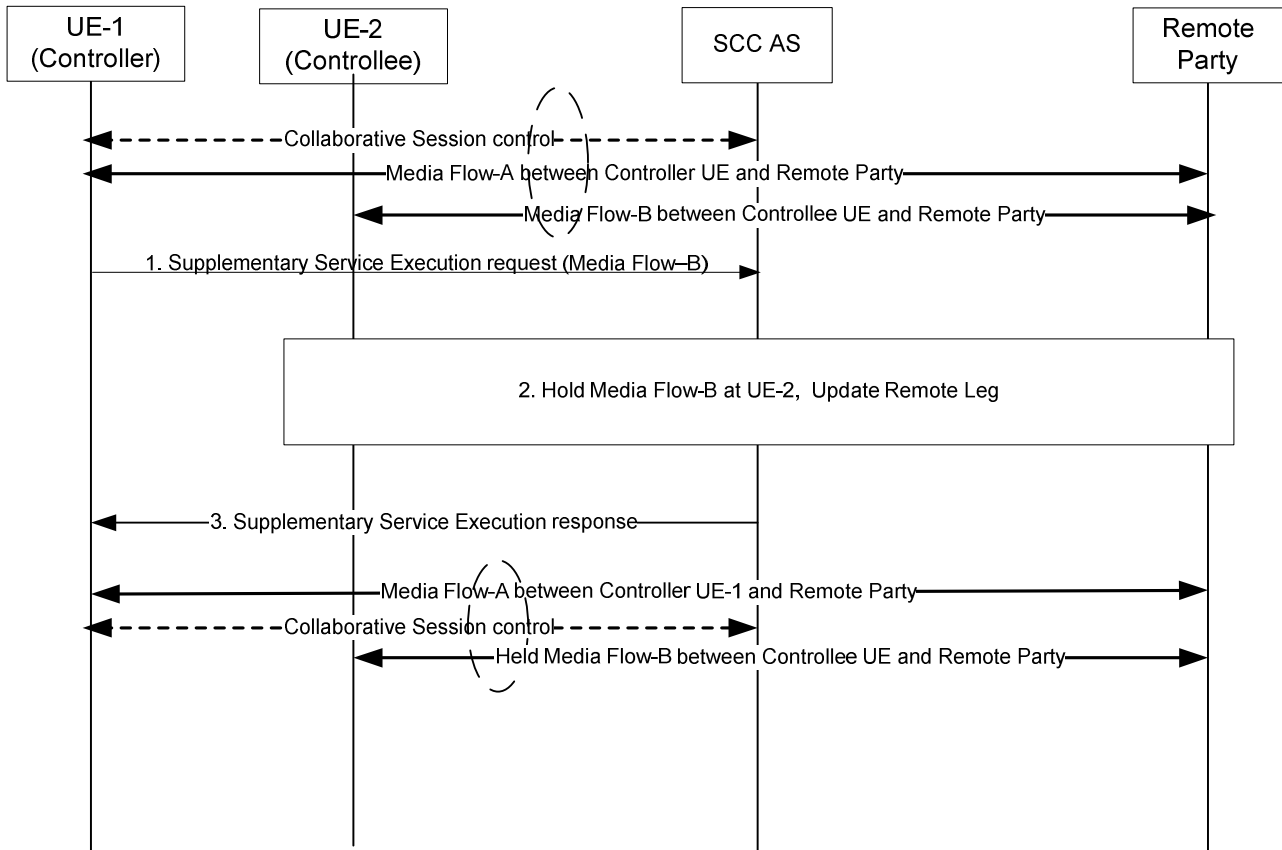 UE-1
(Controller)
UE-2
(Controllee)
SCC AS
Remote
Party
Collaborative Session control
Media Flow-A between Controller UE and Remote Party
Media Flow-B between Controllee UE and Remote Party
1. Supplementary Service Execution request (Media Flow–B)
2. Hold Media Flow-B at UE-2, Update Remote Leg
3. Supplementary Service Execution response
Media Flow-A between Controller UE-1 and Remote Party
Collaborative Session control
Held Media Flow-B between Controllee UE and Remote Party